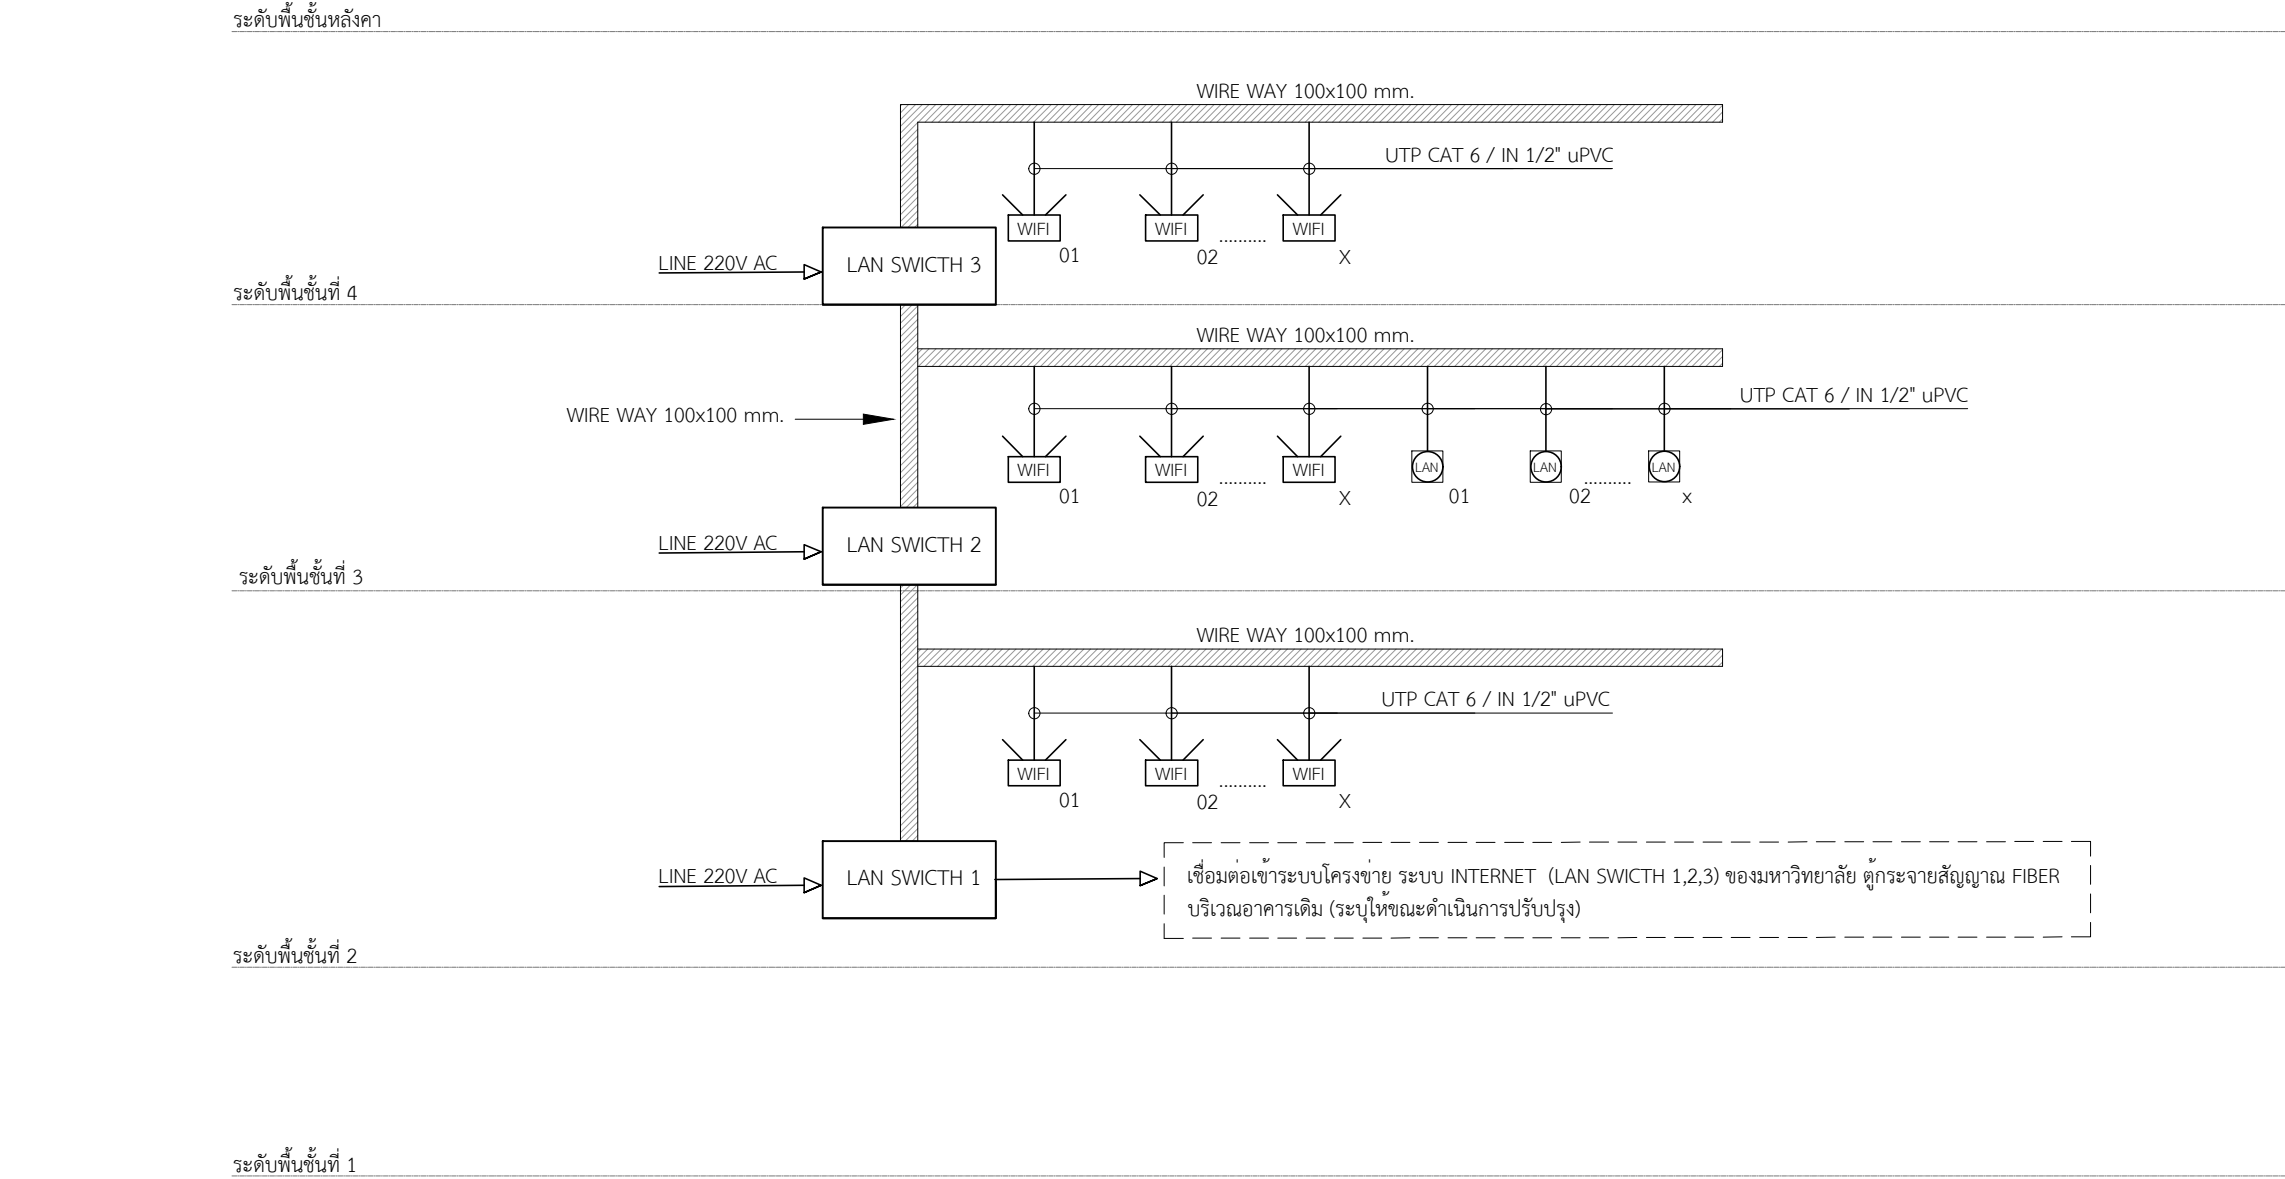 ระดับพื้นชั้นหลังคา
WIRE WAY 100x100 mm.
UTP CAT 6 / IN 1/2" uPVC
WIFI WIFI .......... WIFI
01 02 X
LINE 220V AC
LAN SWICTH 3
ระดับพื้นชั้นที่ 4
WIRE WAY 100x100 mm.
UTP CAT 6 / IN 1/2" uPVC
WIRE WAY 100x100 mm.
WIFI WIFI .......... WIFI LAN LAN .......... LAN
01 02 X 01 02 x
LINE 220V AC
LAN SWICTH 2
ระดับพื้นชั้นที่ 3
WIRE WAY 100x100 mm.
UTP CAT 6 / IN 1/2" uPVC
WIFI WIFI .......... WIFI
01 02 X
LINE 220V AC
LAN SWICTH 1
เชื่อมต่อเข้าระบบโครงข่าย ระบบ INTERNET (LAN SWICTH 1,2,3) ของมหาวิทยาลัย ตู้กระจายสัญญาณ FIBER
บริเวณอาคารเดิม (ระบุให้ขณะดำเนินการปรับปรุง)
ระดับพื้นชั้นที่ 2
ระดับพื้นชั้นที่ 1